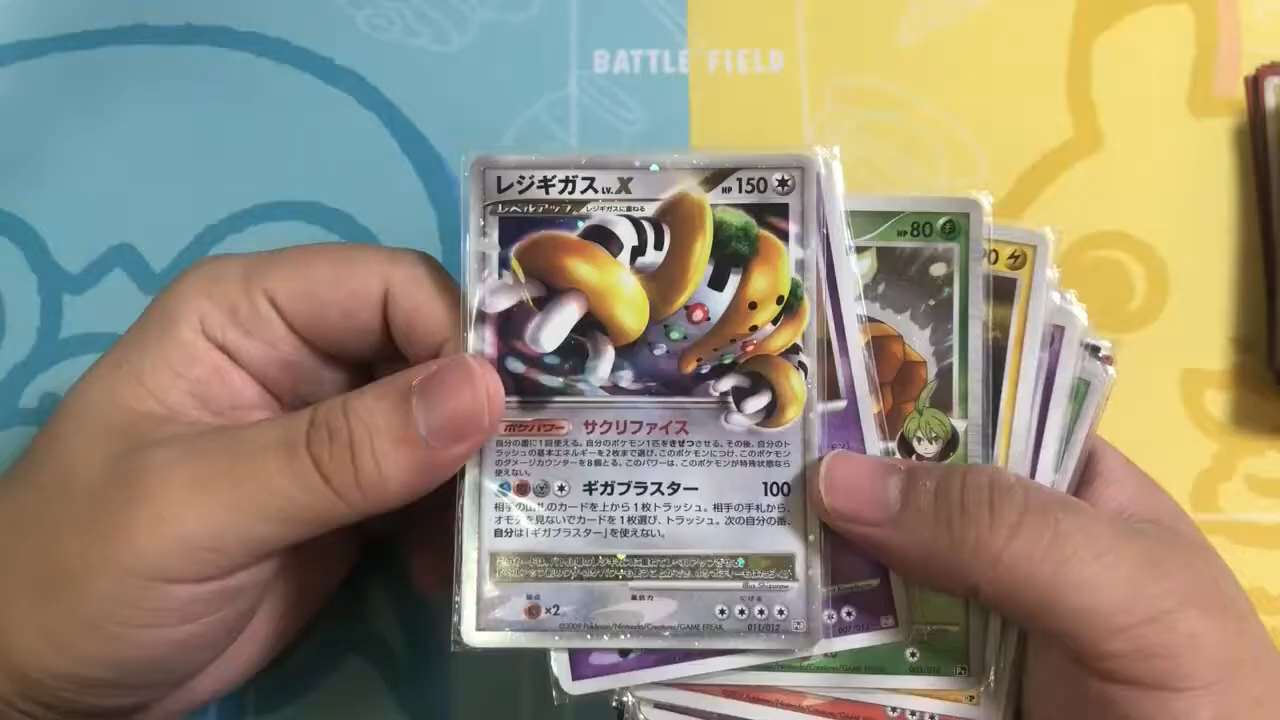 BATTLE FIELD
レジギガス LV.X HP 150
レベルアップ レジギガスに重ねる
HP 80
90
ポケパワー サクリファイス
自分の番に1回使える。自分のポケモン1匹をきぜつさせる。その後、自分のト
ラッシュの基本エネルギーを2枚まで選び、このポケモンにつけ、このポケモン
のダメージカウンターを8個とる。このパワーは、このポケモンが特殊状態なら
使えない。
ギガブラスター 100
相手の山札のカードを上から1枚トラッシュ。相手の手札から、
オモテを見ないでカードを1枚選び、トラッシュ。次の自分の番、
自分は「ギガブラスター」を使えない。
Illus. Shizurow
弱点 抵抗力 にげる
×2
©2009 Pokémon/Nintendo/Creatures/GAME FREAK 011/012